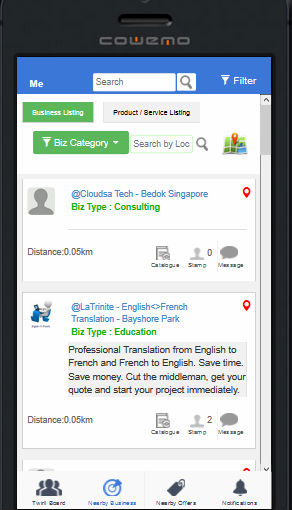 cowemo
Me
Search
Filter
Business Listing
Product / Service Listing
Biz Category
Search by Loc
@Cloudsa Tech - Bedok Singapore
Biz Type : Consulting
Distance:0.05km
0
Catalogue
Stamp
Message
@LaTrinite - English<>French
Translation - Bayshore Park
Biz Type : Education
Professional Translation from English to
French and French to English. Save time.
Save money. Cut the middleman, get your
quote and start your project immediately.
Distance:0.05km
2
Catalogue
Stamp
Message
Twinli Board
Nearby Business
Nearby Offers
Notifications